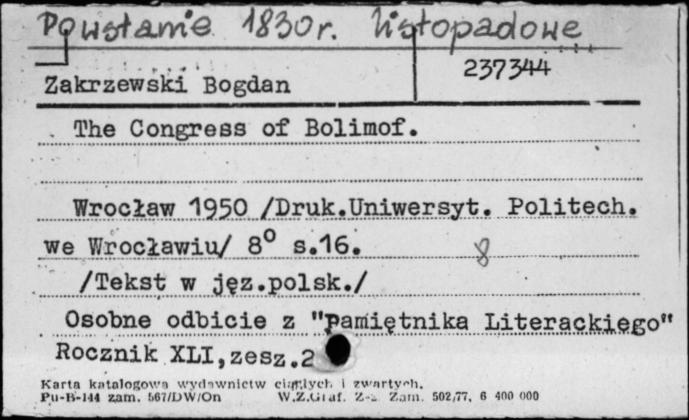 Powstanie 1830r. listopadowe
237344
Zakrzewski Bogdan
The Congress of Bolimof.
Wrocław 1950 /Druk.Uniwersyt. Politech.
we Wrocławiu/ 8° s.16.
8
/Tekst w jęz.polsk./
Osobne odbicie z "Pamiętnika Literackiego"
Rocznik XLI,zesz.2
Karta katalogowa wydawnictw ciągłych i zwartych.
Pu-B-144 zam. 567/DW/On W.Z.Graf. Z-2 Zam. 502/77, 6 400 000